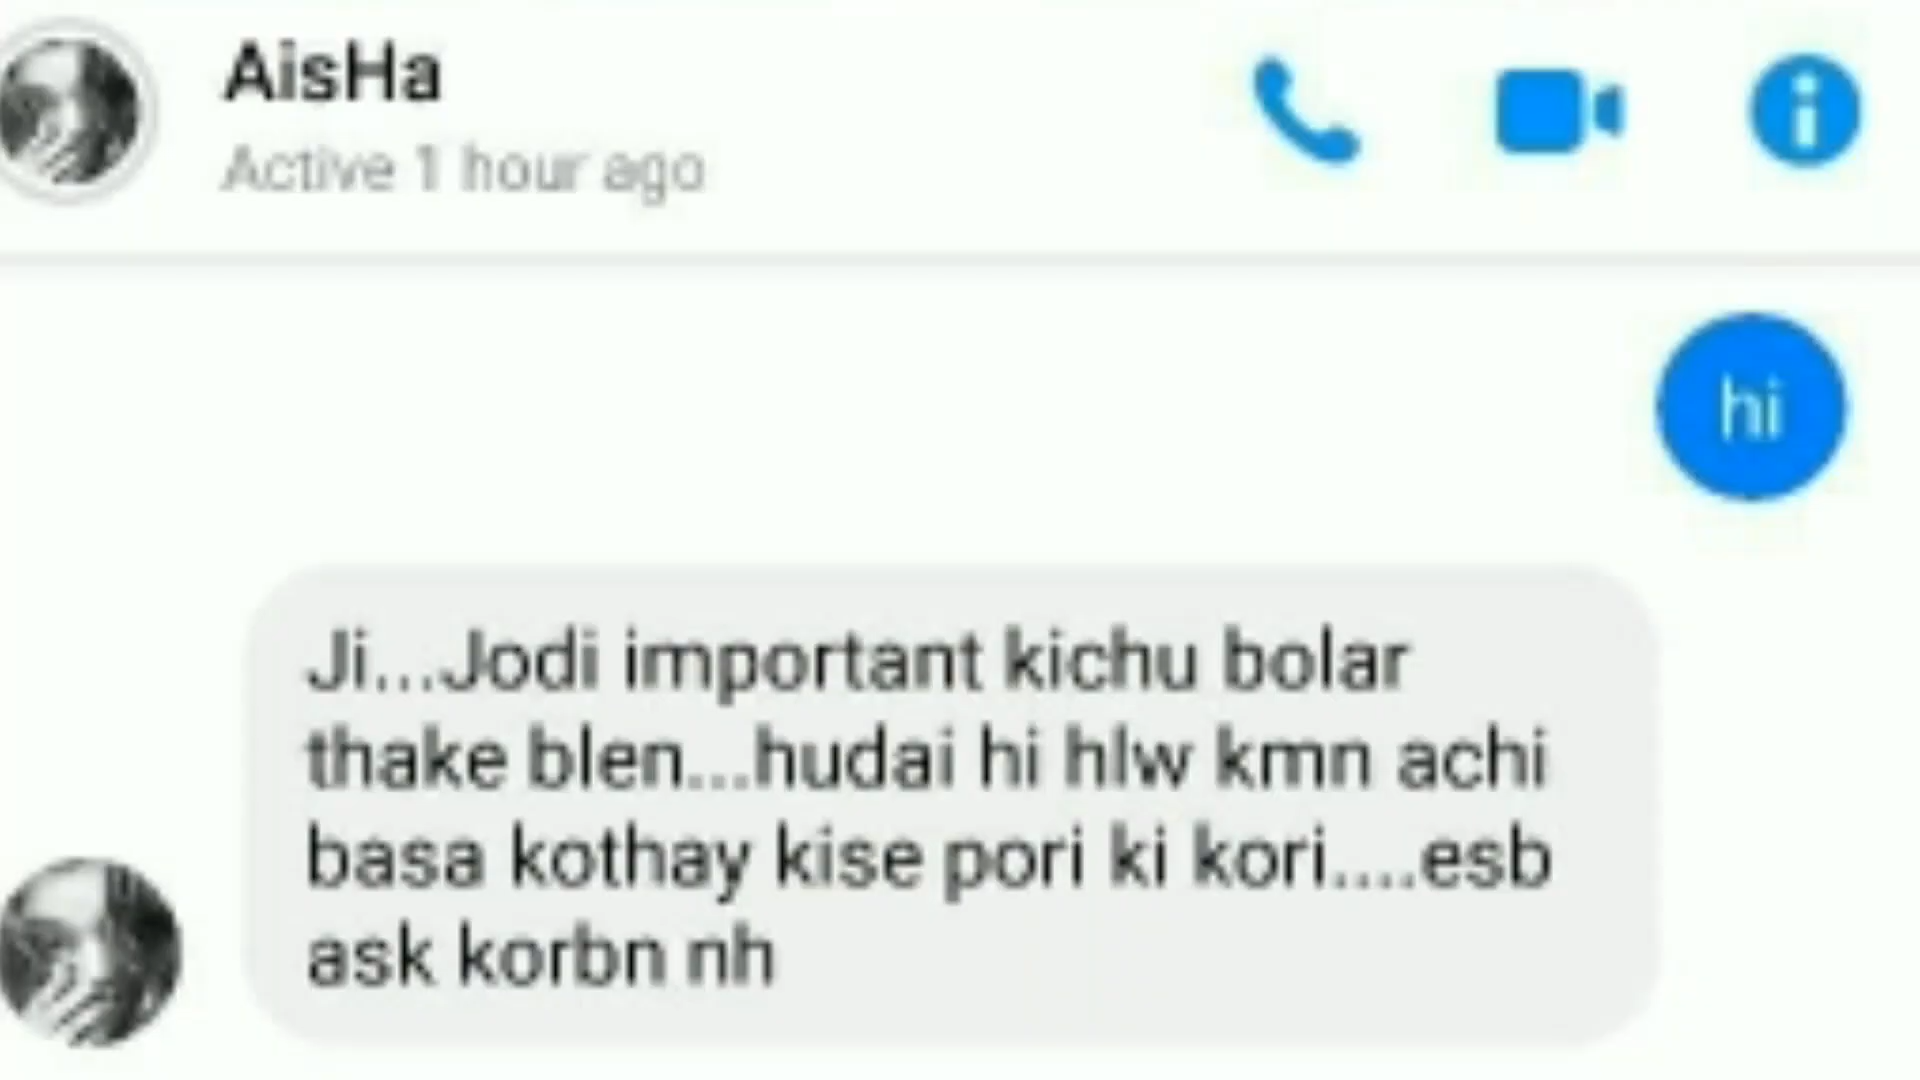 AisHa
Active 1 hour ago
hi
Ji...Jodi important kichu bolar
thake blen...hudai hi hlw kmn achi
basa kothay kise pori ki kori....esb
ask korbn nh